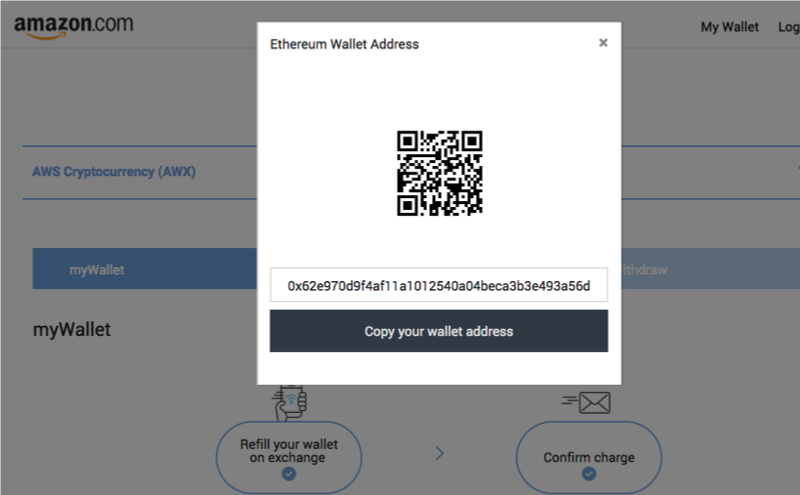 amazon.com
My Wallet
Log
Ethereum Wallet Address
×
AWS Cryptocurrency (AWX)
myWallet
ithdraw
0x62e970d9f4af11a1012540a04beca3b3e493a56d
Copy your wallet address
myWallet
Refill your wallet
on exchange
>
Confirm charge